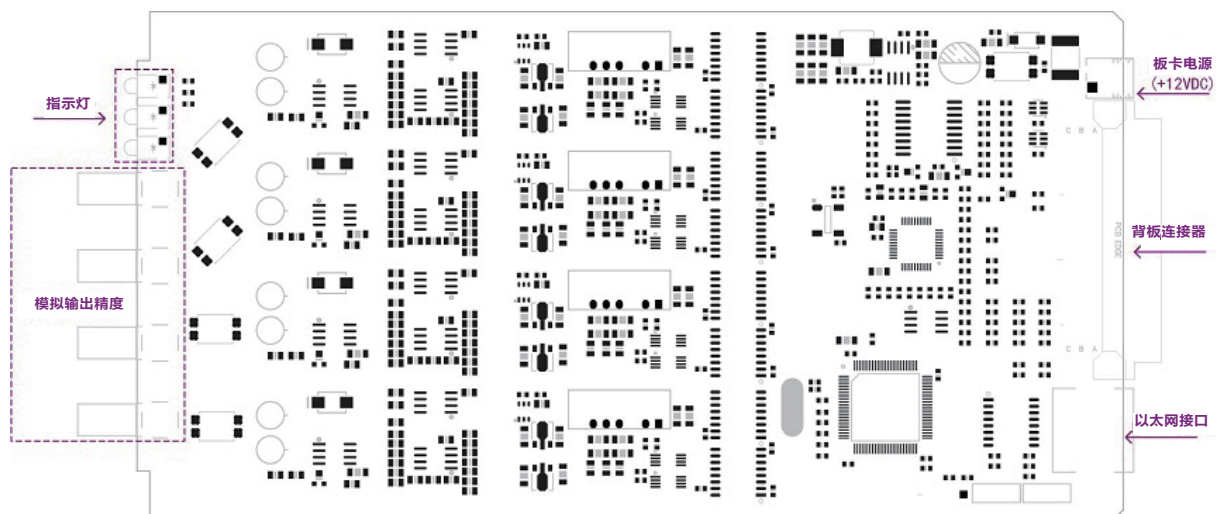 指示灯
模拟输出精度
板卡电源
(+12VDC)
C B A
PCB EDGE
背板连接器
C B A
以太网接口